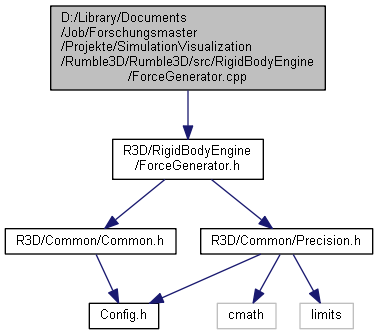 D:/Library/Documents
/Job/Forschungsmaster
/Projekte/SimulationVisualization
/Rumble3D/Rumble3D/src/RigidBodyEngine
/ForceGenerator.cpp
R3D/RigidBodyEngine
/ForceGenerator.h
R3D/Common/Common.h
R3D/Common/Precision.h
Config.h
cmath
limits